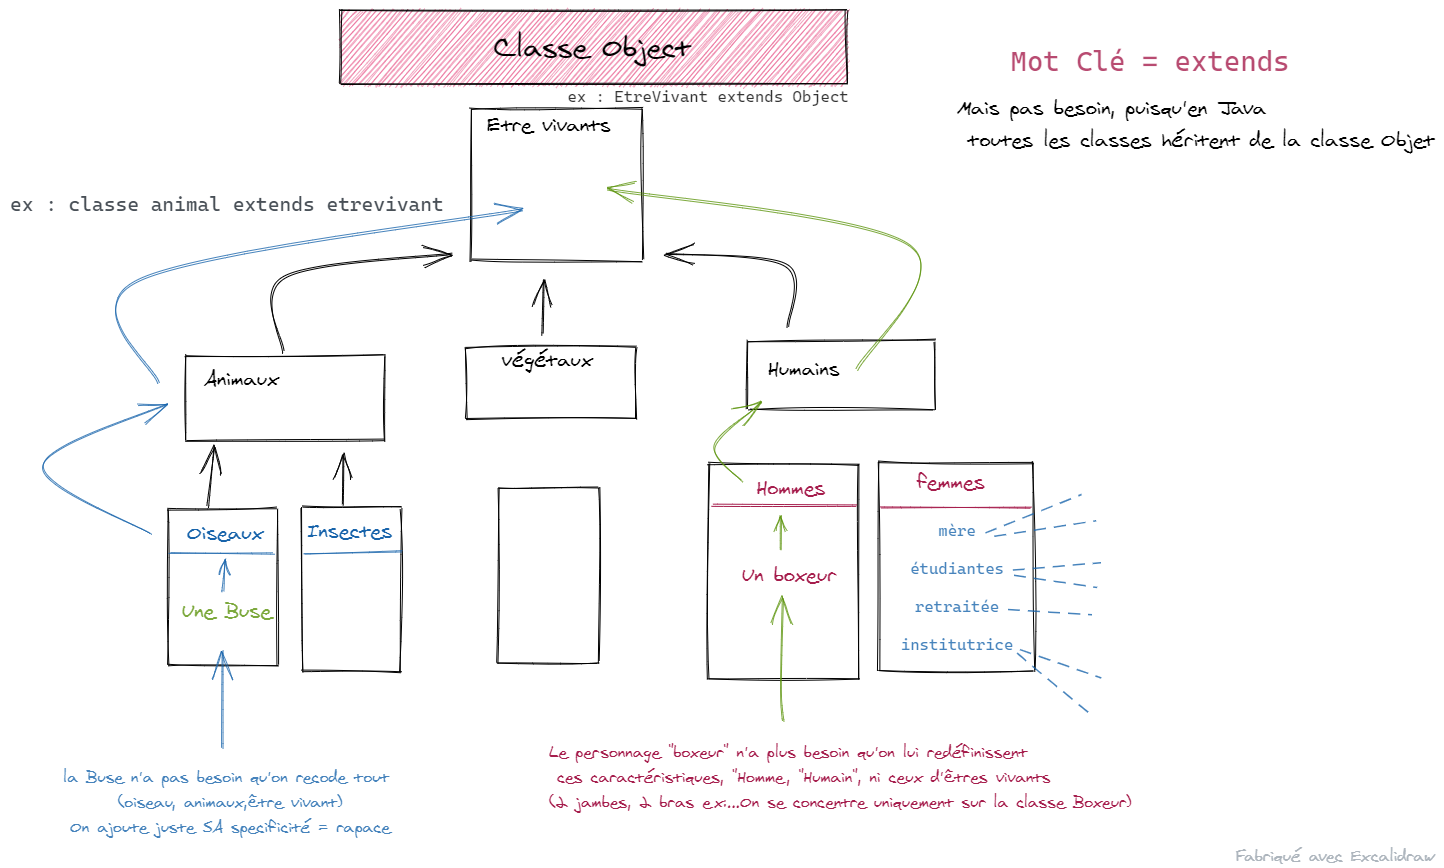 Classe Object
Mot Clé = extends
ex : EtreVivant extends Object
Mais pas besoin, puisqu'en Java
toutes les classes héritent de la classe Objet
Etre vivants
ex : classe animal extends etrevivant
Animaux
végétaux
Humains
Oiseaux
Insectes
Hommes
femmes
mère
Un boxeur
étudiantes
Une Buse
retraitée
institutrice
la Buse n'a pas besoin qu'on recode tout
(oiseau, animaux,être vivant)
On ajoute juste SA specificité = rapace
Le personnage "boxeur" n'a plus besoin qu'on lui redéfinissent
ces caractéristiques, "Homme, "Humain", ni ceux d'êtres vivants
(2 jambes, 2 bras ex:...On se concentre uniquement sur la classe Boxeur)
Fabriqué avec Excalidraw